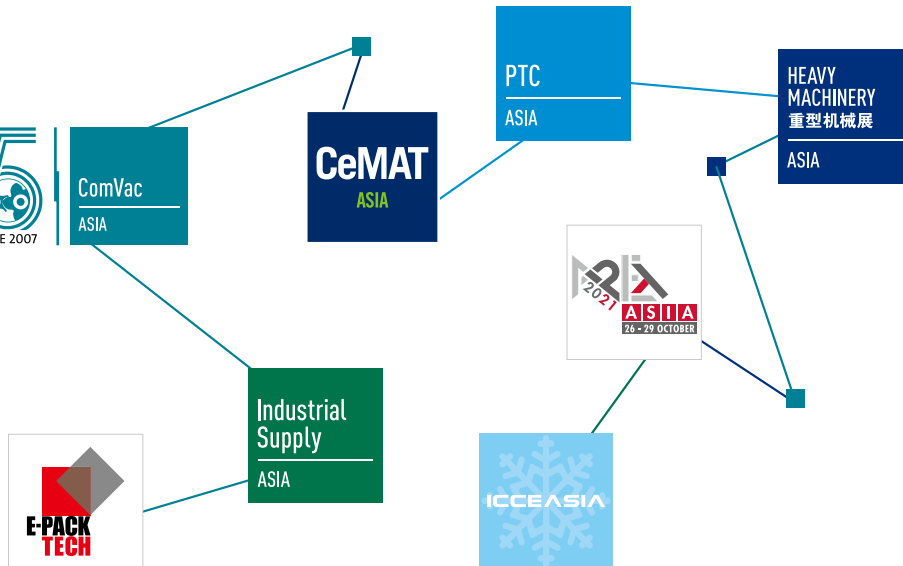 PTC
ASIA
HEAVY
MACHINERY
重型机械展
ASIA
CeMAT
ASIA
5
ComVac
ASIA
E 2007
2021
ASIA
26 - 29 OCTOBER
Industrial
Supply
ASIA
E-PACK
TECH
ICCEASIA